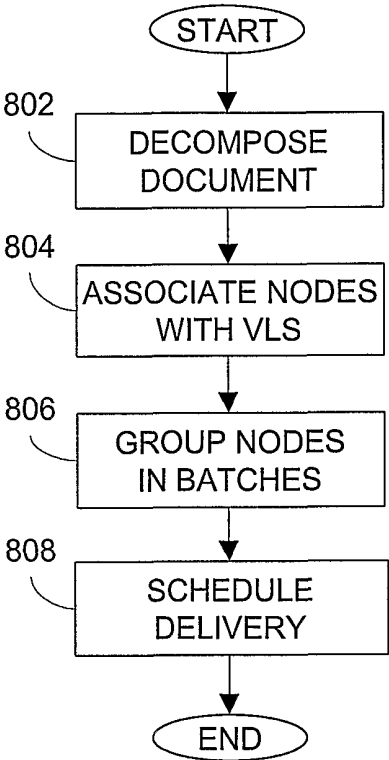 START
802
DECOMPOSE
DOCUMENT
804
ASSOCIATE NODES
WITH VLS
806
GROUP NODES
IN BATCHES
808
SCHEDULE
DELIVERY
END